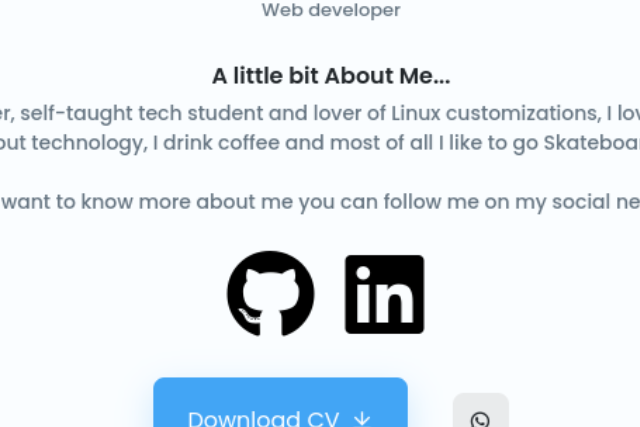 Web developer
A little bit About Me...
r, self-taught tech student and lover of Linux customizations, I lov
out technology, I drink coffee and most of all I like to go Skateboar
want to know more about me you can follow me on my social ne
in
Download CV